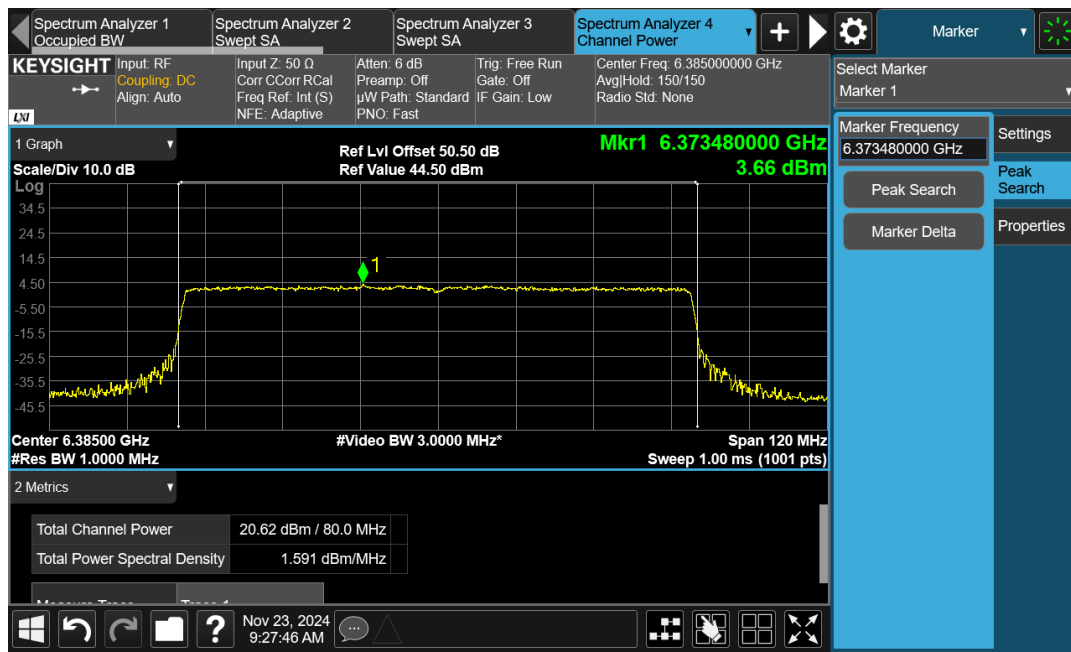 Spectrum Analyzer 1
Occupied BW
Spectrum Analyzer 2
Swept SA
Spectrum Analyzer 3
Swept SA
Spectrum Analyzer 4
Channel Power
Marker
KEYSIGHT
LXI
Input: RF
Coupling: DC
Align: Auto
Input Z: 50 Ω
Corr CCorr RCal
Freq Ref: Int (S)
NFE: Adaptive
Atten: 6 dB
Preamp: Off
µW Path: Standard
PNO: Fast
Trig: Free Run
Gate: Off
IF Gain: Low
Center Freq: 6.385000000 GHz
Avg|Hold: 150/150
Radio Std: None
Select Marker
Marker 1
Marker Frequency
6.373480000 GHz
Peak Search
Marker Delta
Settings
Peak
Search
Properties
1 Graph
Scale/Div 10.0 dB
Ref Lvl Offset 50.50 dB
Ref Value 44.50 dBm
Mkr1 6.373480000 GHz
3.66 dBm
Log
34.5
24.5
14.5
4.50
-5.50
-15.5
-25.5
-35.5
-45.5
1
Center 6.38500 GHz
#Video BW 3.0000 MHz*
Span 120 MHz
#Res BW 1.0000 MHz
Sweep 1.00 ms (1001 pts)
2 Metrics
Total Channel Power 20.62 dBm / 80.0 MHz
Total Power Spectral Density 1.591 dBm/MHz
?
Nov 23, 2024
9:27:46 AM